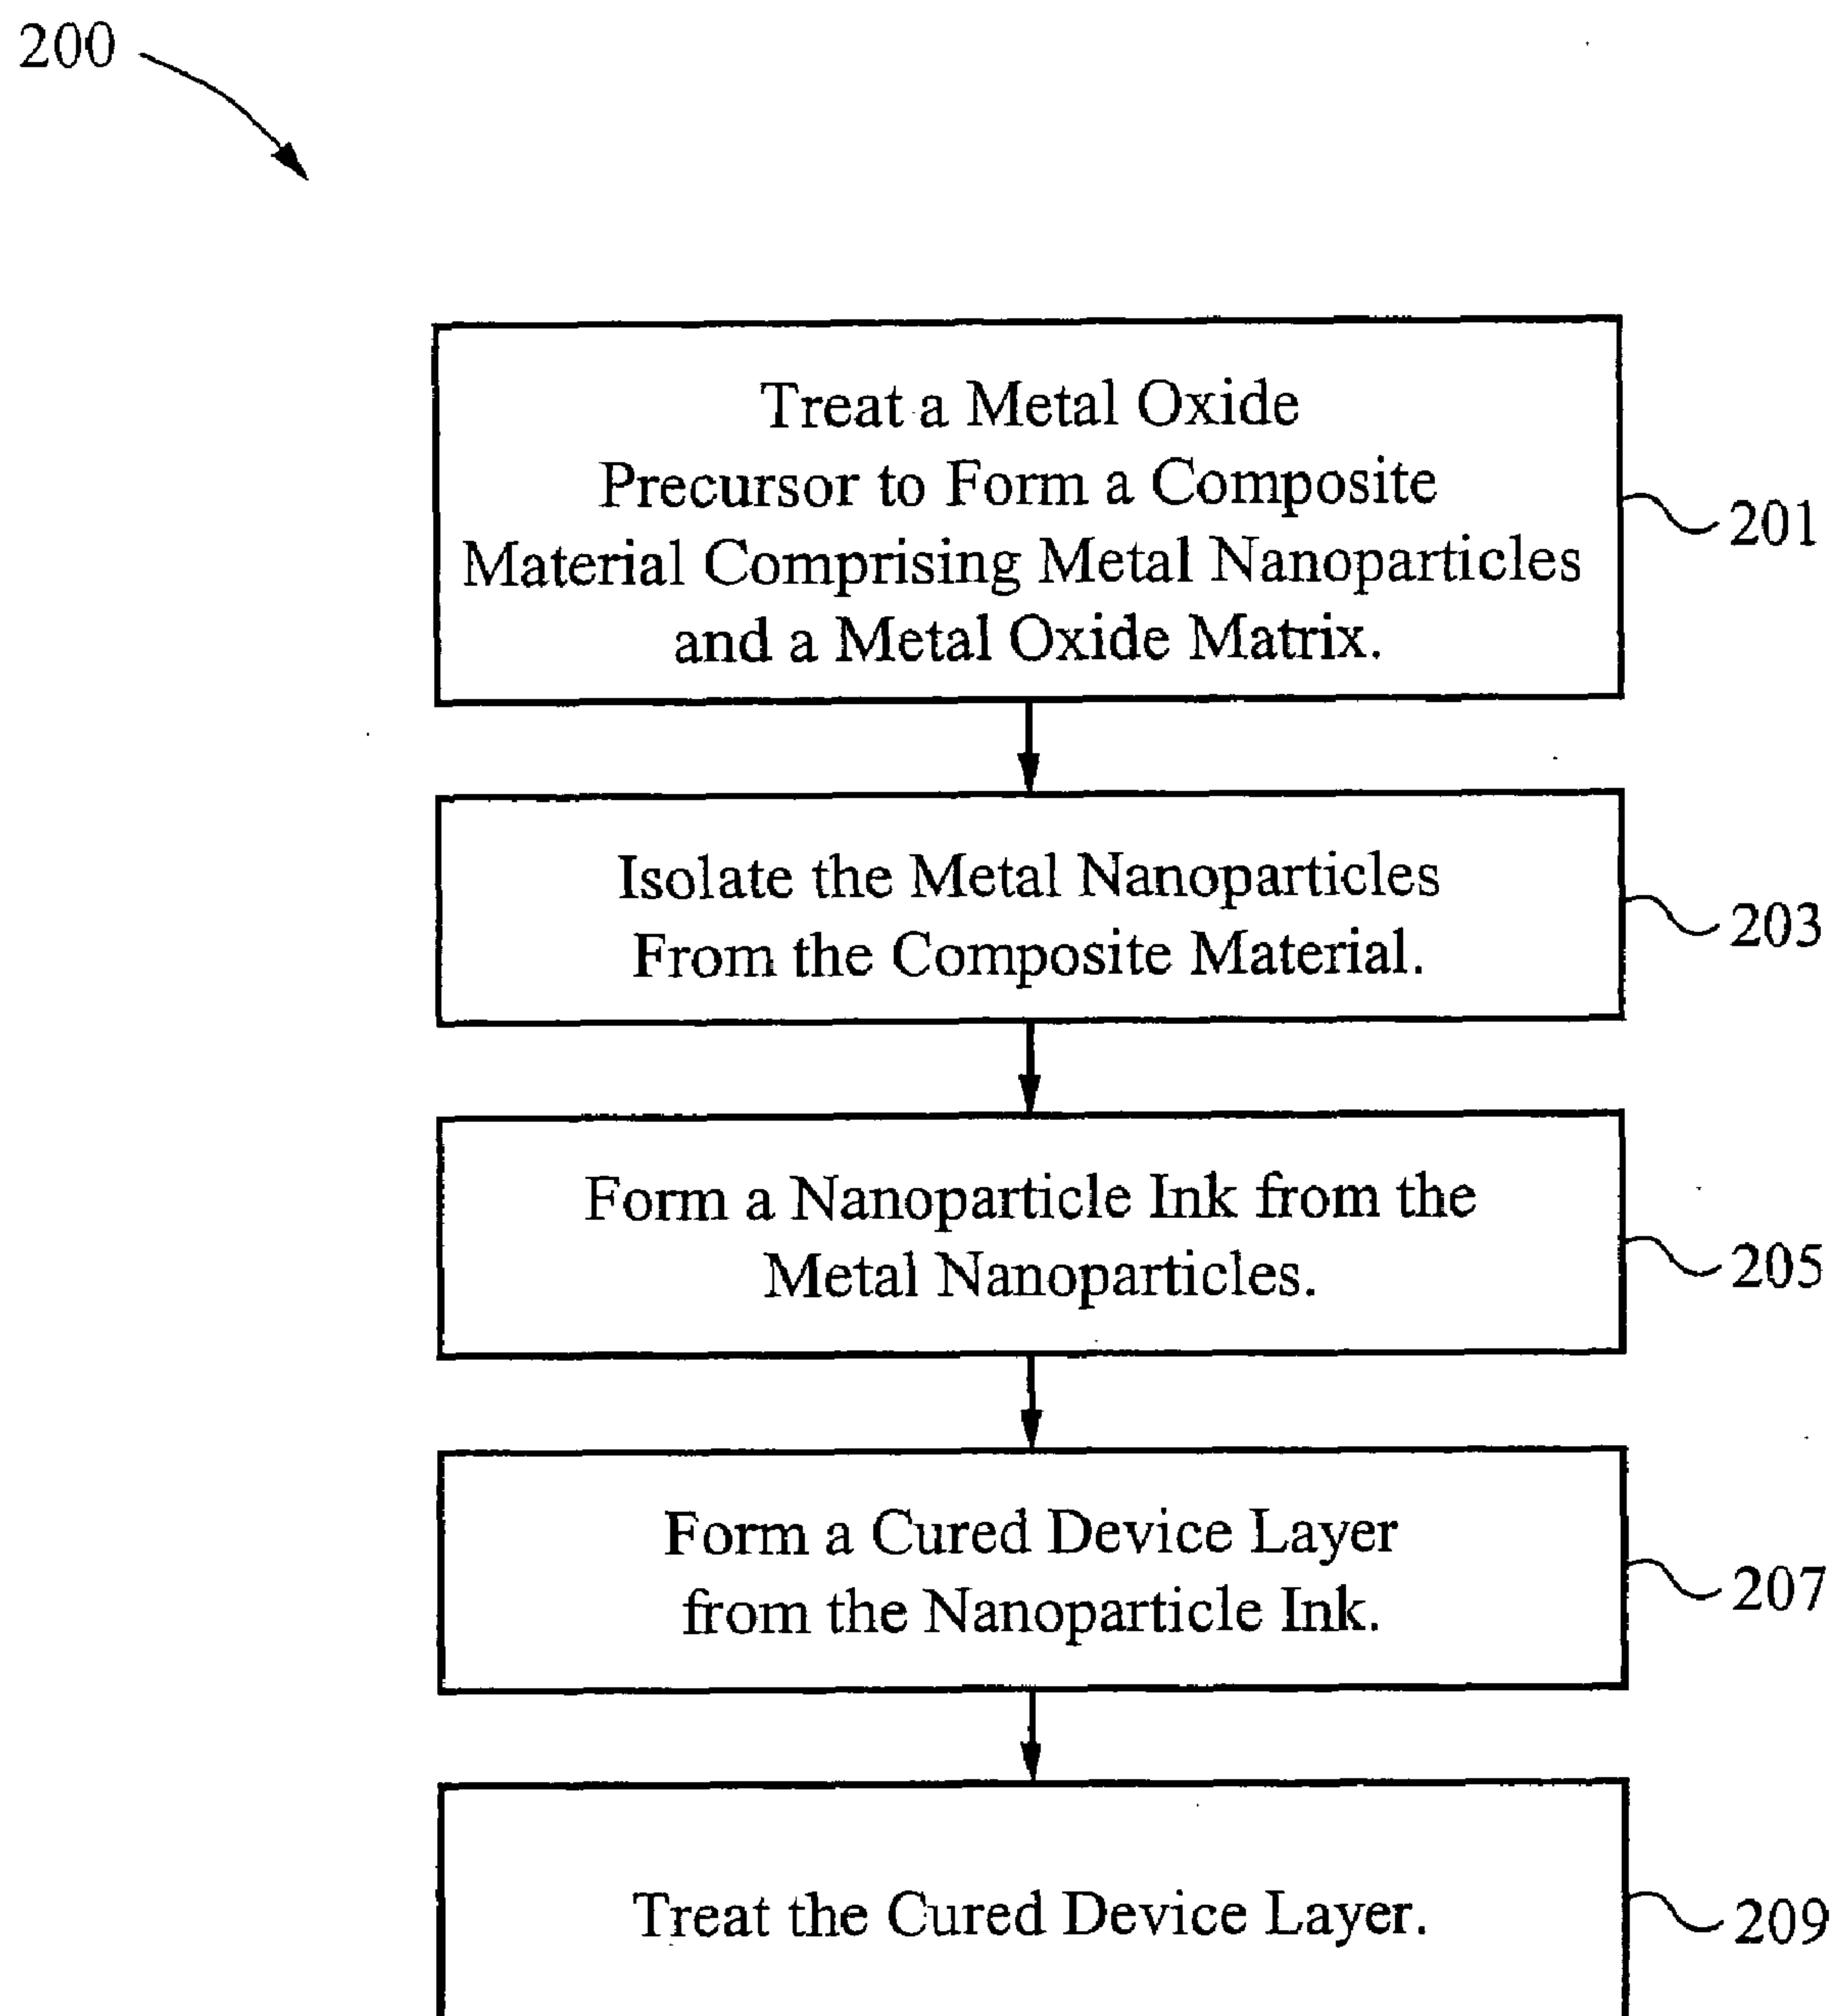 200
Treat a Metal Oxide
Precursor to Form a Composite
Material Comprising Metal Nanoparticles
and a Metal Oxide Matrix.
201
Isolate the Metal Nanoparticles
From the Composite Material.
203
Form a Nanoparticle Ink from the
Metal Nanoparticles.
205
Form a Cured Device Layer
from the Nanoparticle Ink.
207
Treat the Cured Device Layer.
209